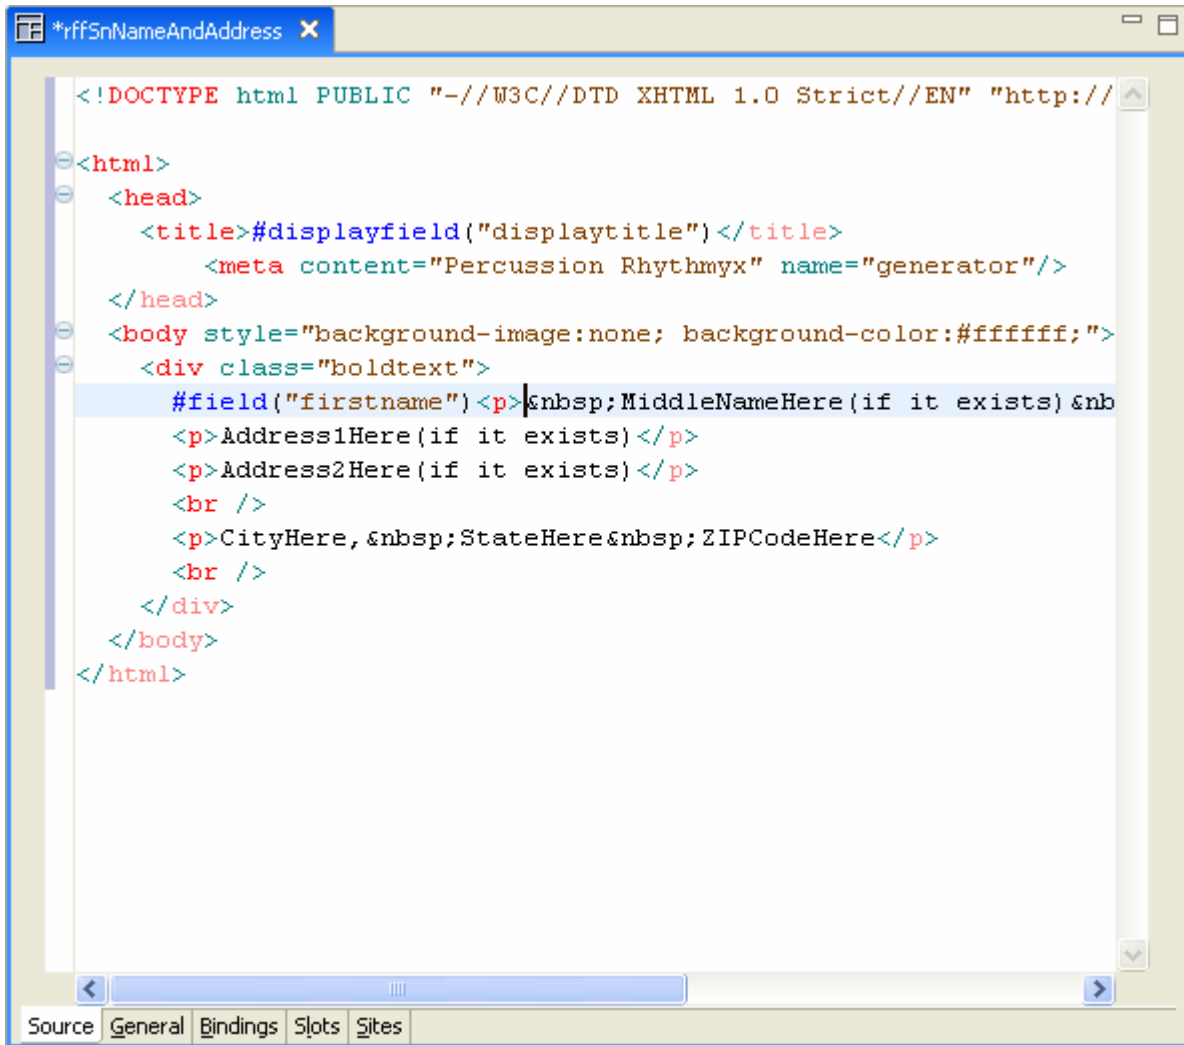 *rffSnNameAndAddress
<!DOCTYPE html PUBLIC "-//W3C//DTD XHTML 1.0 Strict//EN" "http://
<html>
<head>
<title>#displayfield("displaytitle")</title>
<meta content="Percussion Rhythmyx" name="generator"/>
</head>
<body style="background-image:none; background-color:#ffffff;">
<div class="boldtext">
#field("firstname")<p>&nbsp;MiddleNameHere(if it exists)&nb
<p>Address1Here(if it exists)</p>
<p>Address2Here(if it exists)</p>
<br />
<p>CityHere,&nbsp;StateHere&nbsp;ZIPCodeHere</p>
<br />
</div>
</body>
</html>
Source General Bindings Slots Sites